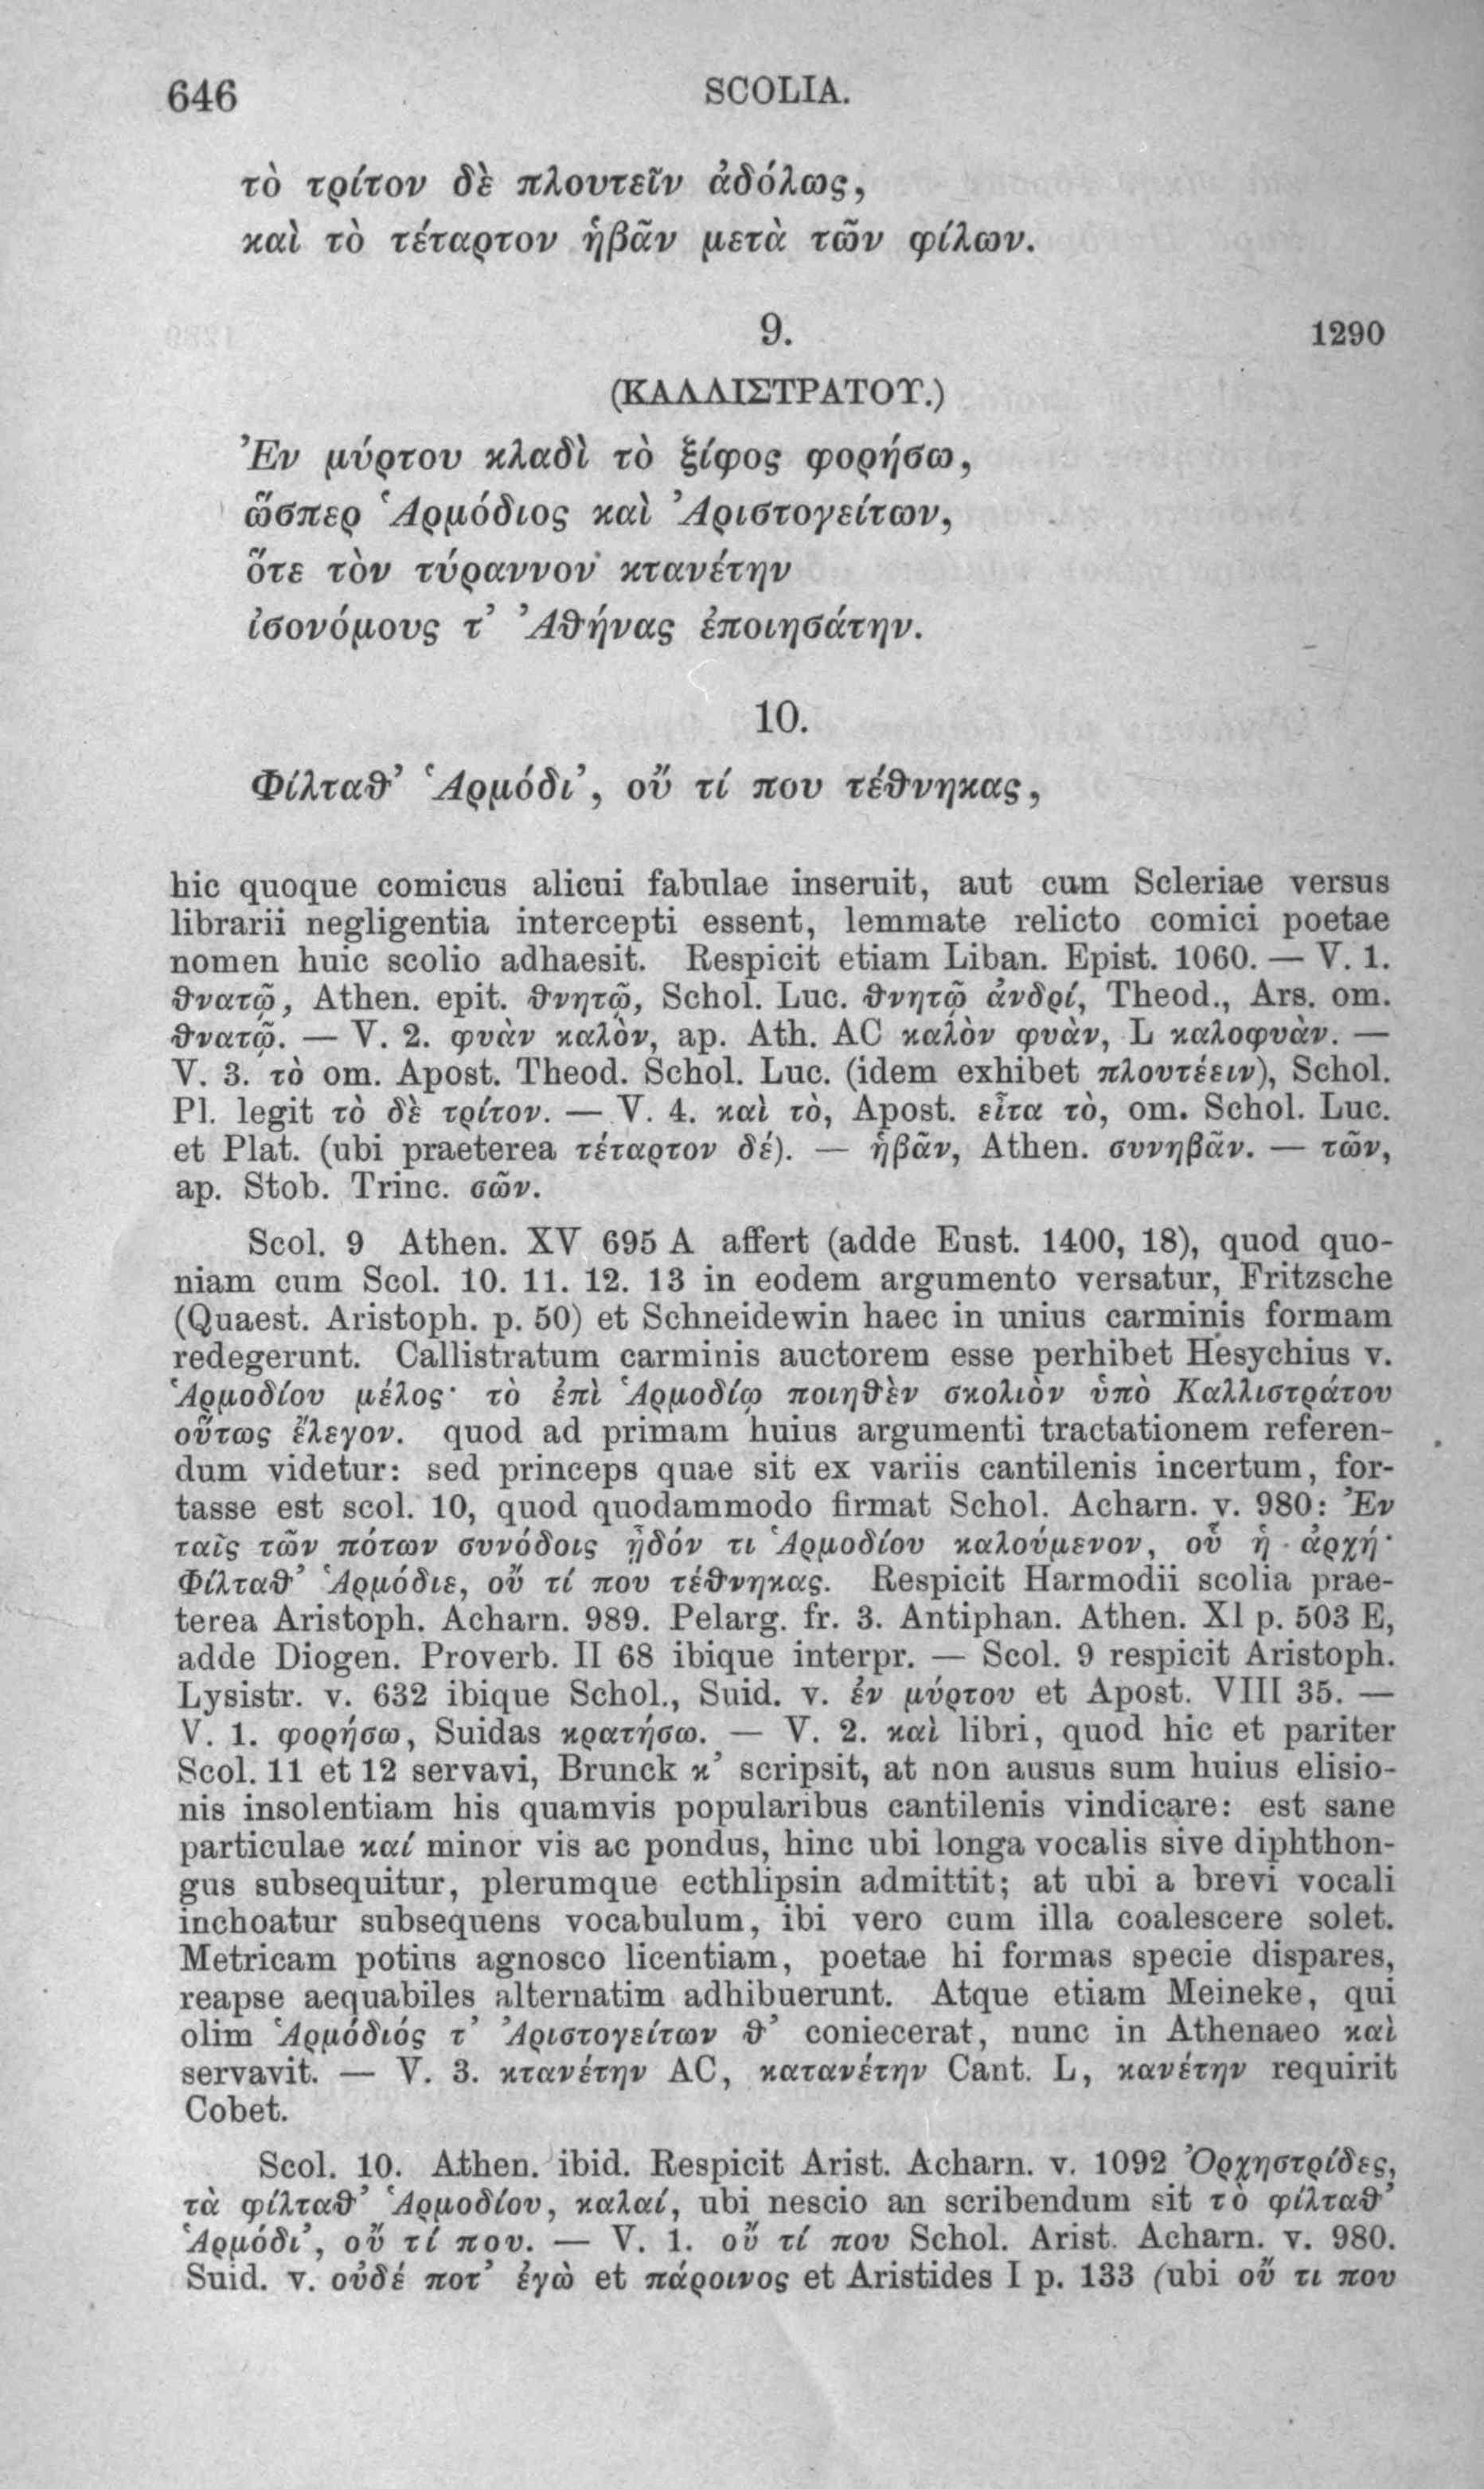 646
SCOLIA.
τὸ τρίτον δὲ πλουτεῖν ἀδόλως,
καὶ τὸ τέταρτον ἡβᾶν μετὰ τῶν φίλων.
9.
1290
(ΚΑΛΛΙΣΤΡΑΤΟΥ.)
Ἐν μύρτου κλαδὶ τὸ ξίφος φορήσω,
ὥσπερ Ἁρμόδιος καὶ Ἀριστογείτων,
ὅτε τὸν τύραννον κτανέτην
ἰσονόμους τ’ Ἀθήνας ἐποιησάτην.
10.
Φίλταθ’ Ἁρμόδι’, οὔ τί που τέθνηκας,
hic quoque comicus alicui fabulae inseruit, aut cum Scleriae versus
librarii negligentia intercepti essent, lemmate relicto comici poetae
nomen huic scolio adhaesit. Respicit etiam Liban. Epist. 1060. — V. 1.
θνατῷ, Athen. epit. θνητῷ, Schol. Luc. θνητῷ ἀνδρί, Theod., Ars. om.
θνατῷ. — V. 2. φυὰν καλὸν, ap. Ath. AC καλὸν φυὰν, L καλοφυὰν. —
V. 3. τὸ om. Apost. Theod. Schol. Luc. (idem exhibet πλουτέειν), Schol.
Pl. legit τὸ δὲ τρίτον. — V. 4. καὶ τὸ, Apost. εἶτα τὸ, om. Schol. Luc.
et Plat. (ubi praeterea τέταρτον δέ). — ἡβᾶν, Athen. συνηβᾶν. — τῶν,
ap. Stob. Trinc. σῶν.
Scol. 9 Athen. XV 695 A affert (adde Eust. 1400, 18), quod quo-
niam cum Scol. 10. 11. 12. 13 in eodem argumento versatur, Fritzsche
(Quaest. Aristoph. p. 50) et Schneidewin haec in unius carminis formam
redegerunt. Callistratum carminis auctorem esse perhibet Hesychius v.
Ἁρμοδίου μέλος· τὸ ἐπὶ Ἁρμοδίῳ ποιηθὲν σκολιὸν ὑπὸ Καλλιστράτου
οὕτως ἔλεγον. quod ad primam huius argumenti tractationem referen-
dum videtur: sed princeps quae sit ex variis cantilenis incertum, for-
tasse est scol. 10, quod quodammodo firmat Schol. Acharn. v. 980: Ἐν
ταῖς τῶν πότων συνόδοις ᾖδόν τι Ἁρμοδίου καλούμενον, οὗ ἡ ἀρχή·
Φίλταθ’ Ἁρμόδιε, οὔ τί που τέθνηκας. Respicit Harmodii scolia prae-
terea Aristoph. Acharn. 989. Pelarg. fr. 3. Antiphan. Athen. XI p. 503 E,
adde Diogen. Proverb. II 68 ibique interpr. — Scol. 9 respicit Aristoph.
Lysistr. v. 632 ibique Schol., Suid. v. ἐν μύρτου et Apost. VIII 35. —
V. 1. φορήσω, Suidas κρατήσω. — V. 2. καὶ libri, quod hic et pariter
Scol. 11 et 12 servavi, Brunck κ’ scripsit, at non ausus sum huius elisio-
nis insolentiam his quamvis popularibus cantilenis vindicare: est sane
particulae καί minor vis ac pondus, hinc ubi longa vocalis sive diphthon-
gus subsequitur, plerumque ecthlipsin admittit; at ubi a brevi vocali
inchoatur subsequens vocabulum, ibi vero cum illa coalescere solet.
Metricam potius agnosco licentiam, poetae hi formas specie dispares,
reapse aequabiles alternatim adhibuerunt. Atque etiam Meineke, qui
olim Ἁρμόδιός τ’ Ἀριστογείτων θ’ coniecerat, nunc in Athenaeo καὶ
servavit. — V. 3. κτανέτην AC, κατανέτην Cant. L, κανέτην requirit
Cobet.
Scol. 10. Athen. ibid. Respicit Arist. Acharn. v. 1092 Ὀρχηστρίδες,
τὰ φίλταθ’ Ἁρμοδίου, καλαί, ubi nescio an scribendum sit τὸ φίλταθ’
Ἁρμόδι’, οὔ τί που. — V. 1. οὔ τί που Schol. Arist. Acharn. v. 980.
Suid. v. οὐδέ ποτ’ ἐγὼ et πάροινος et Aristides I p. 133 (ubi οὔ τι που